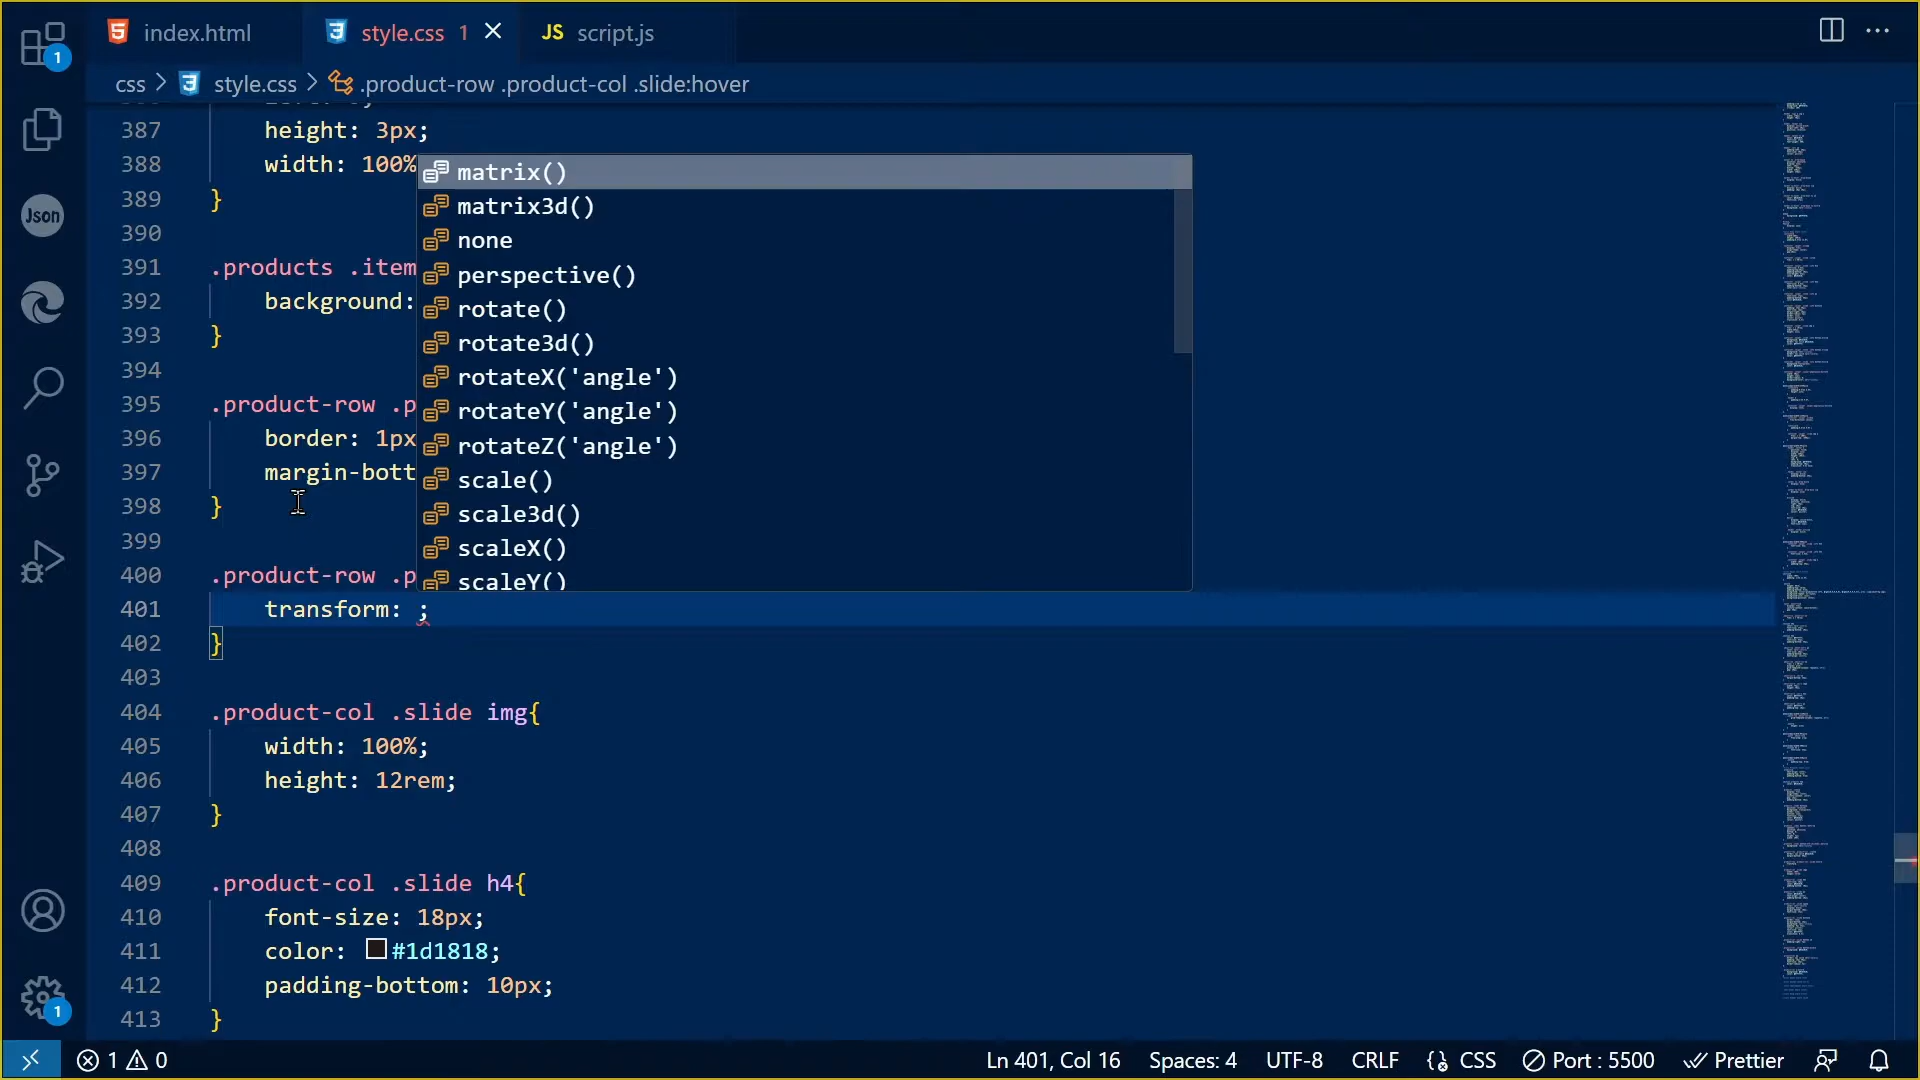 1
index.html
style.css 1
JS script.js
css style.css .product-row .product-col .slide:hover
387 height: 3px;
388 width: 100%
389 }
390
391 .products .item
392 background:
393 }
394
395 .product-row .p
396 border: 1px
397 margin-bott
398 }
399
400 .product-row .p
401 transform: ;
402 }
403
404 .product-col .slide img{
405 width: 100%;
406 height: 12rem;
407 }
408
409 .product-col .slide h4{
410 font-size: 18px;
411 color: #1d1818;
412 padding-bottom: 10px;
413 }
matrix()
matrix3d()
none
perspective()
rotate()
rotate3d()
rotateX('angle')
rotateY('angle')
rotateZ('angle')
scale()
scale3d()
scaleX()
scaleY()
Json
1
1 0
Ln 401, Col 16
Spaces: 4
UTF-8
CRLF
{} CSS
Port : 5500
Prettier